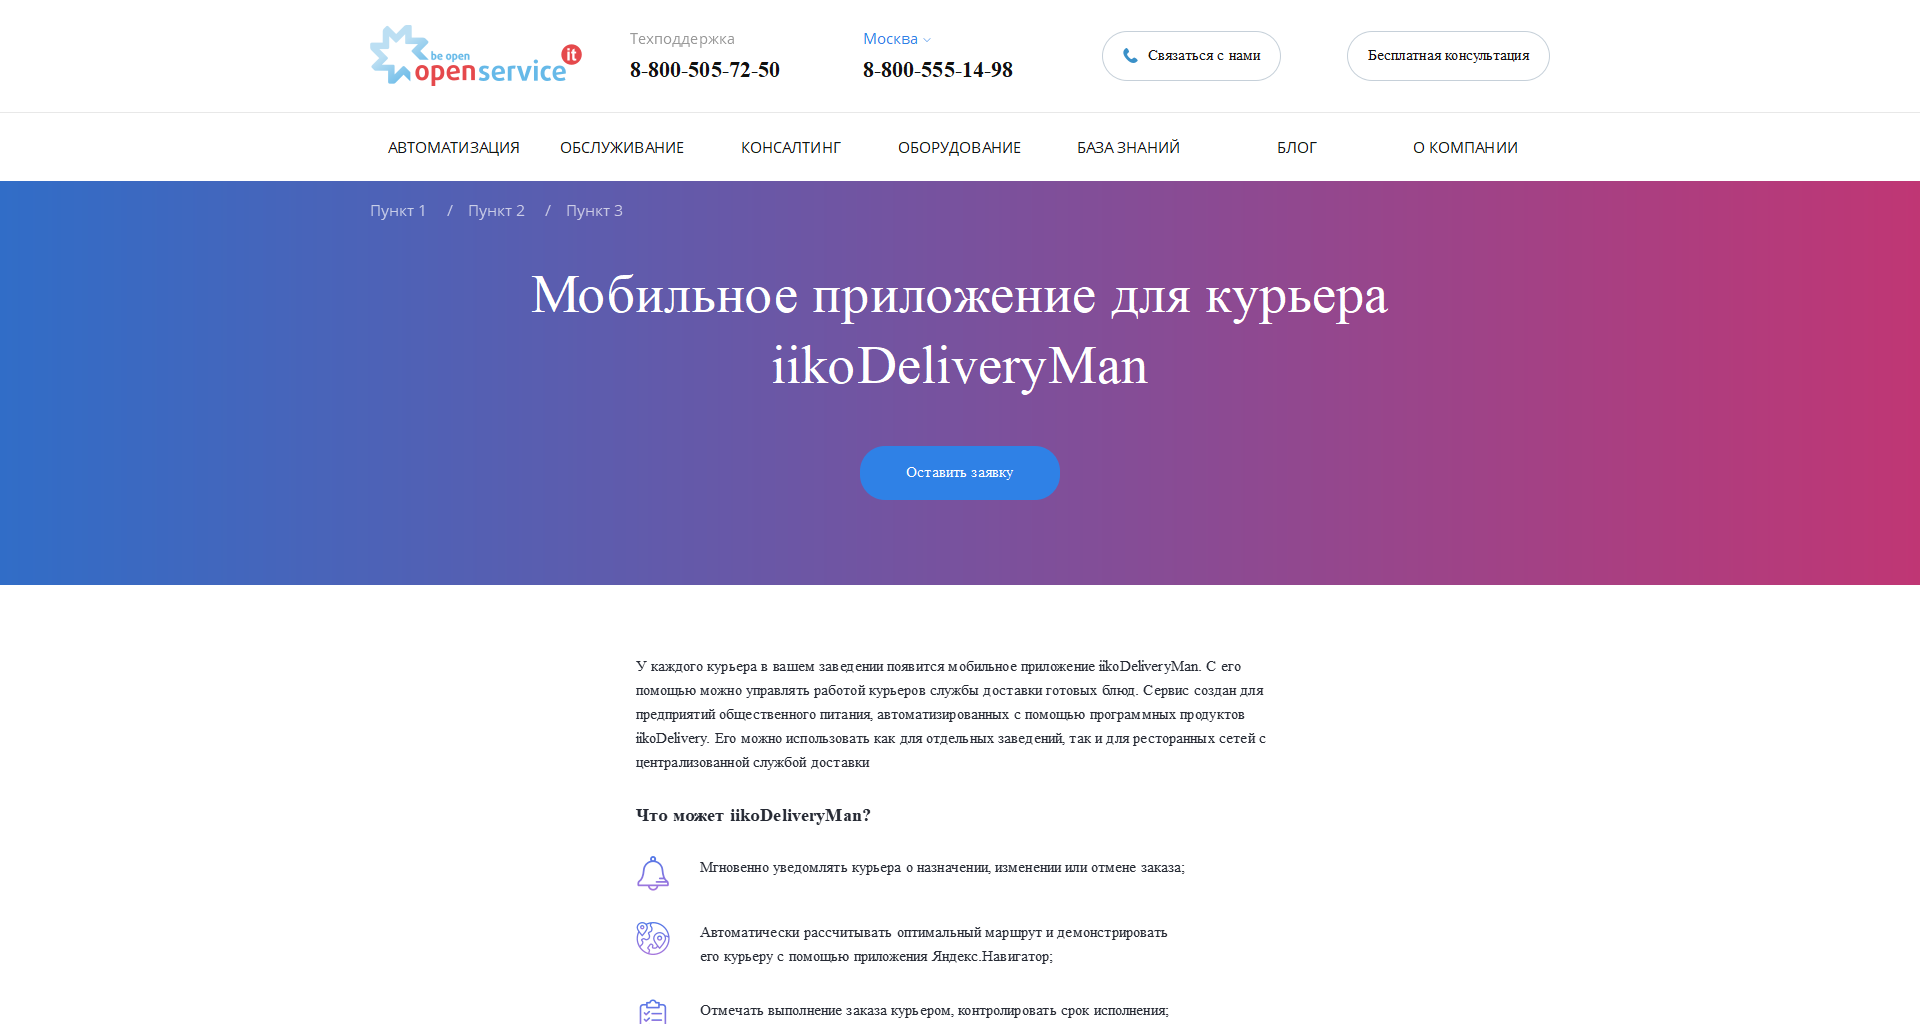 be open
openservice it
Техподдержка
8-800-505-72-50
Москва
8-800-555-14-98
Связаться с нами
Бесплатная консультация
АВТОМАТИЗАЦИЯ ОБСЛУЖИВАНИЕ КОНСАЛТИНГ ОБОРУДОВАНИЕ БАЗА ЗНАНИЙ БЛОГ О КОМПАНИИ
Пункт 1 / Пункт 2 / Пункт 3
Мобильное приложение для курьера
iikoDeliveryMan
Оставить заявку
У каждого курьера в вашем заведении появится мобильное приложение iikoDeliveryMan. С его
помощью можно управлять работой курьеров службы доставки готовых блюд. Сервис создан для
предприятий общественного питания, автоматизированных с помощью программных продуктов
iikoDelivery. Его можно использовать как для отдельных заведений, так и для ресторанных сетей с
централизованной службой доставки
Что может iikoDeliveryMan?
Мгновенно уведомлять курьера о назначении, изменении или отмене заказа;
Автоматически рассчитывать оптимальный маршрут и демонстрировать
его курьеру с помощью приложения Яндекс.Навигатор;
Отмечать выполнение заказа курьером, контролировать срок исполнения;